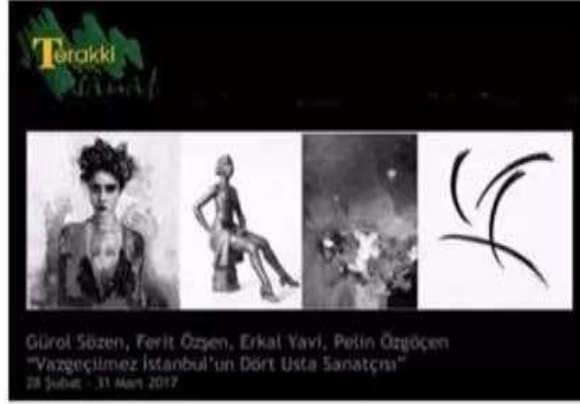 Terakki
sanat
Gürol Sözen, Ferit Özşen, Erkal Yavi, Pelin Özgöçen
"Vazgeçilmez İstanbul'un Dört Usta Sanatçısı"
28 Şubat - 31 Mart 2017